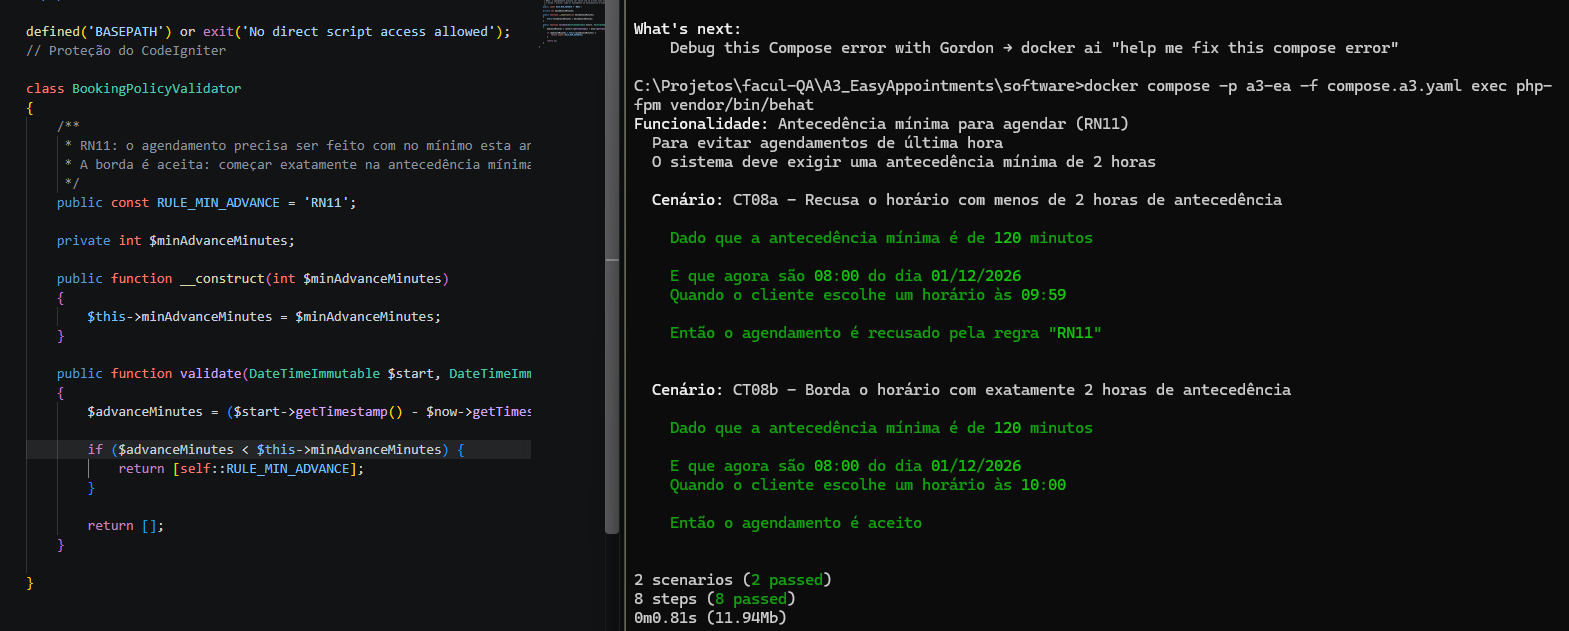 defined('BASEPATH') or exit('No direct script access allowed');
// Proteção do CodeIgniter
class BookingPolicyValidator
{
/**
* RN11: o agendamento precisa ser feito com no mínimo esta an
* A borda é aceita: começar exatamente na antecedência mínima
*/
public const RULE_MIN_ADVANCE = 'RN11';
private int $minAdvanceMinutes;
public function __construct(int $minAdvanceMinutes)
{
$this->minAdvanceMinutes = $minAdvanceMinutes;
}
public function validate(DateTimeImmutable $start, DateTimeImm
{
$advanceMinutes = ($start->getTimestamp() - $now->getTimes
if ($advanceMinutes < $this->minAdvanceMinutes) {
return [self::RULE_MIN_ADVANCE];
}
return [];
}
}
What's next:
Debug this Compose error with Gordon → docker ai "help me fix this compose error"
C:\Projetos\facul-QA\A3_EasyAppointments\software>docker compose -p a3-ea -f compose.a3.yaml exec php-
fpm vendor/bin/behat
Funcionalidade: Antecedência mínima para agendar (RN11)
Para evitar agendamentos de última hora
O sistema deve exigir uma antecedência mínima de 2 horas
Cenário: CT08a - Recusa o horário com menos de 2 horas de antecedência
Dado que a antecedência mínima é de 120 minutos
E que agora são 08:00 do dia 01/12/2026
Quando o cliente escolhe um horário às 09:59
Então o agendamento é recusado pela regra "RN11"
Cenário: CT08b - Borda o horário com exatamente 2 horas de antecedência
Dado que a antecedência mínima é de 120 minutos
E que agora são 08:00 do dia 01/12/2026
Quando o cliente escolhe um horário às 10:00
Então o agendamento é aceito
2 scenarios (2 passed)
8 steps (8 passed)
0m0.81s (11.94Mb)